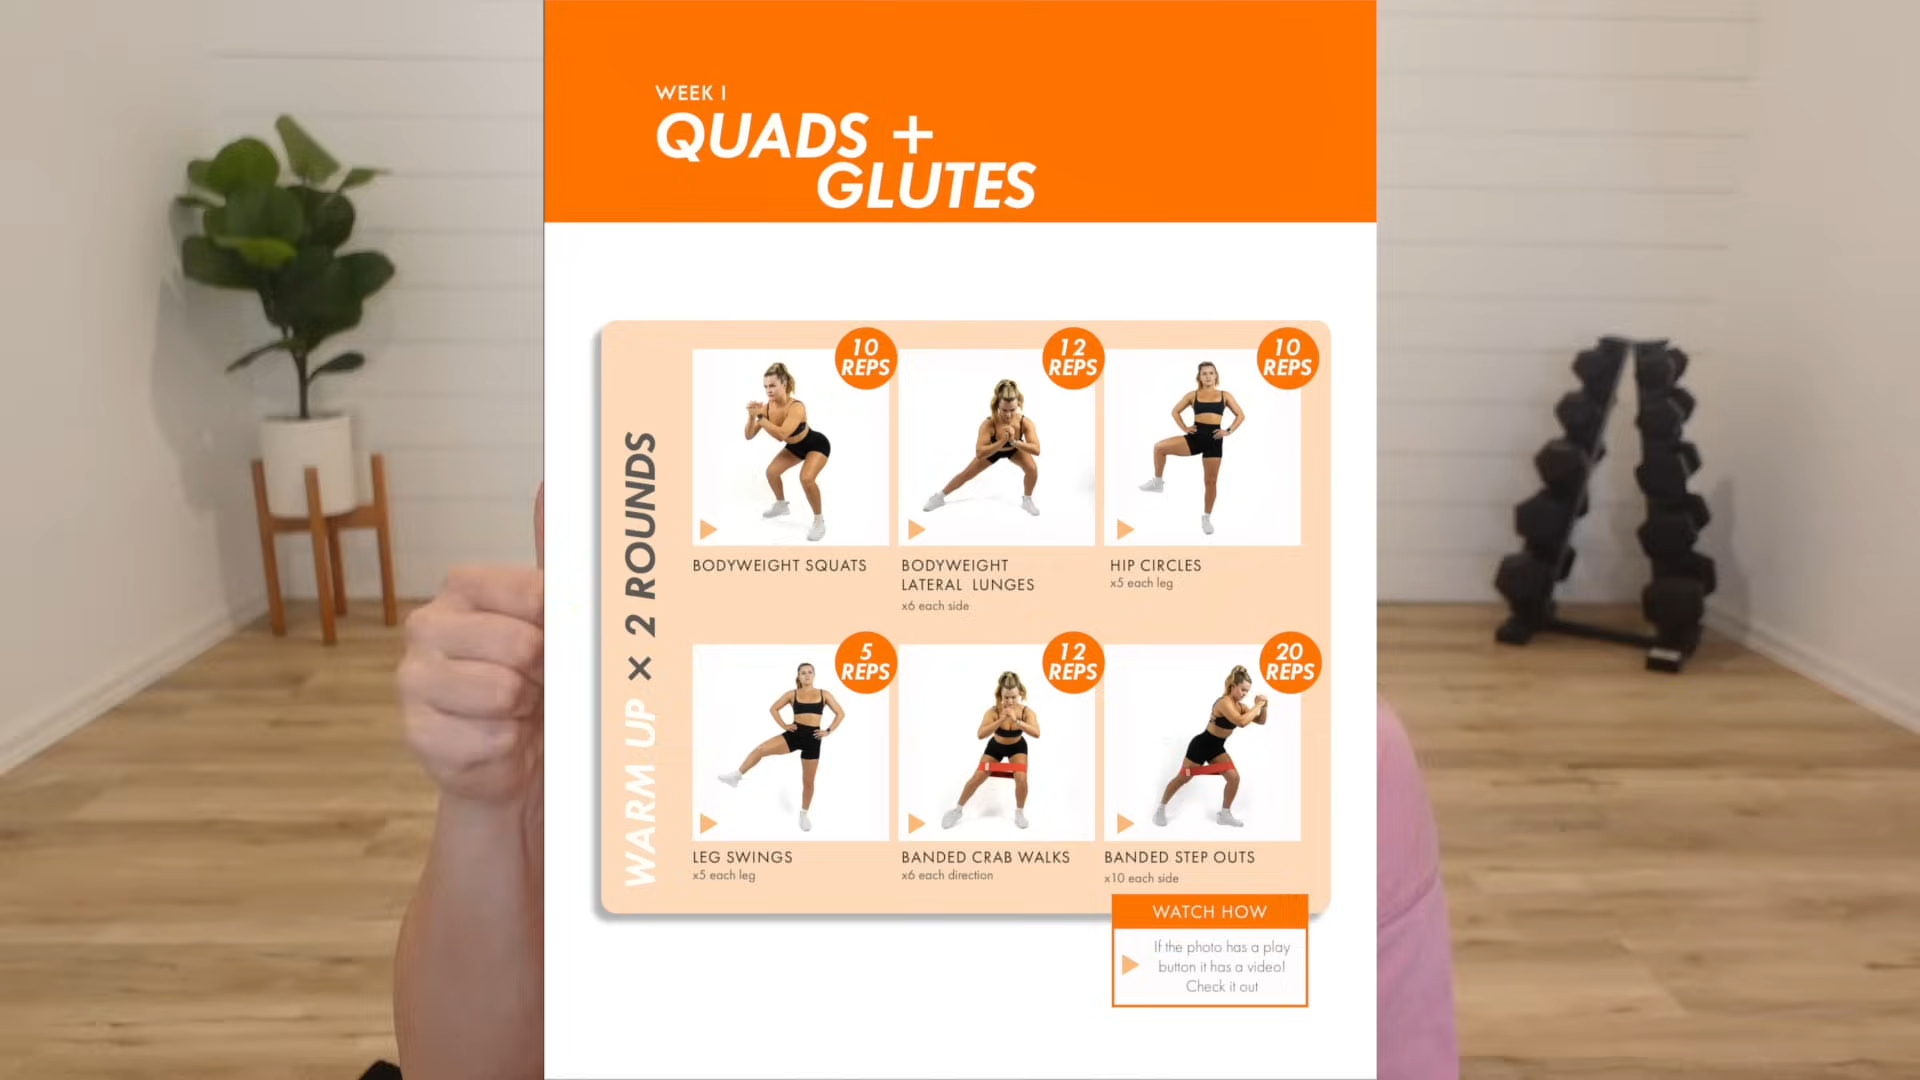 WEEK 1
QUADS +
GLUTES
WARM UP × 2 ROUNDS
10
REPS
BODYWEIGHT SQUATS
12
REPS
BODYWEIGHT
LATERAL LUNGES
x6 each side
10
REPS
HIP CIRCLES
x5 each leg
5
REPS
LEG SWINGS
x5 each leg
12
REPS
BANDED CRAB WALKS
x6 each direction
20
REPS
BANDED STEP OUTS
x10 each side
WATCH HOW
If the photo has a play
button it has a video!
Check it out